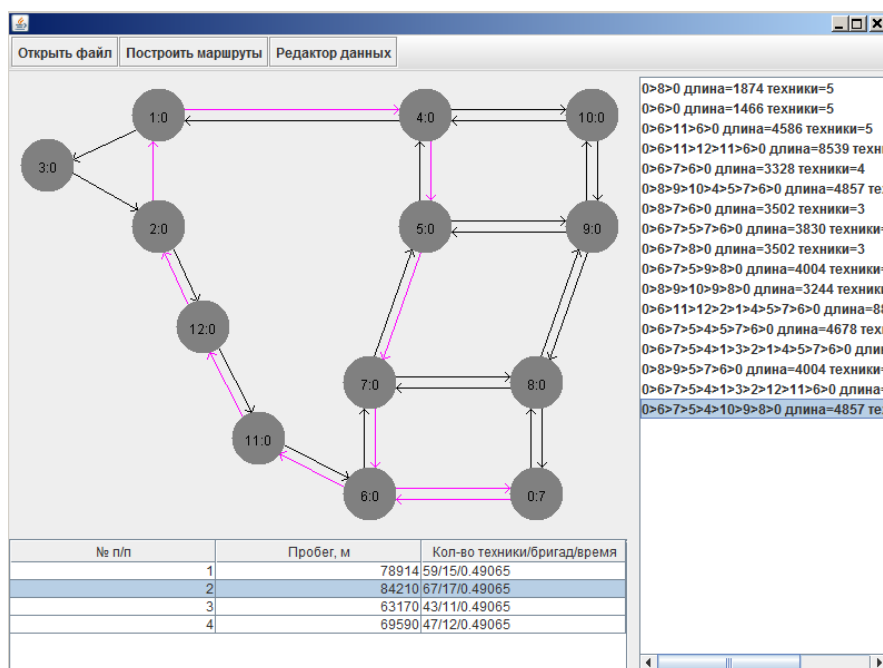 Открыть файл Построить маршруты Редактор данных
1:0
4:0
10:0
3:0
2:0
5:0
9:0
12:0
7:0
8:0
11:0
6:0
0:7
0>8>0 длина=1874 техники=5
0>6>0 длина=1466 техники=5
0>6>11>6>0 длина=4586 техники=5
0>6>11>12>11>6>0 длина=8539 техни
0>6>7>6>0 длина=3328 техники=4
0>8>9>10>4>5>7>6>0 длина=4857 те
0>8>7>6>0 длина=3502 техники=3
0>6>7>5>7>6>0 длина=3830 техники=
0>6>7>8>0 длина=3502 техники=3
0>6>7>5>9>8>0 длина=4004 техники=
0>8>9>10>9>8>0 длина=3244 техник
0>6>11>12>2>1>4>5>7>6>0 длина=88
0>6>7>5>4>5>7>6>0 длина=4678 тех
0>6>7>5>4>1>3>2>1>4>5>7>6>0 длин
0>8>9>5>7>6>0 длина=4004 техники=
0>6>7>5>4>1>3>2>12>11>6>0 длина=
0>6>7>5>4>10>9>8>0 длина=4857 те
№ п/п Пробег, м Кол-во техники/бригад/время
1 78914 59/15/0.49065
2 84210 67/17/0.49065
3 63170 43/11/0.49065
4 69590 47/12/0.49065